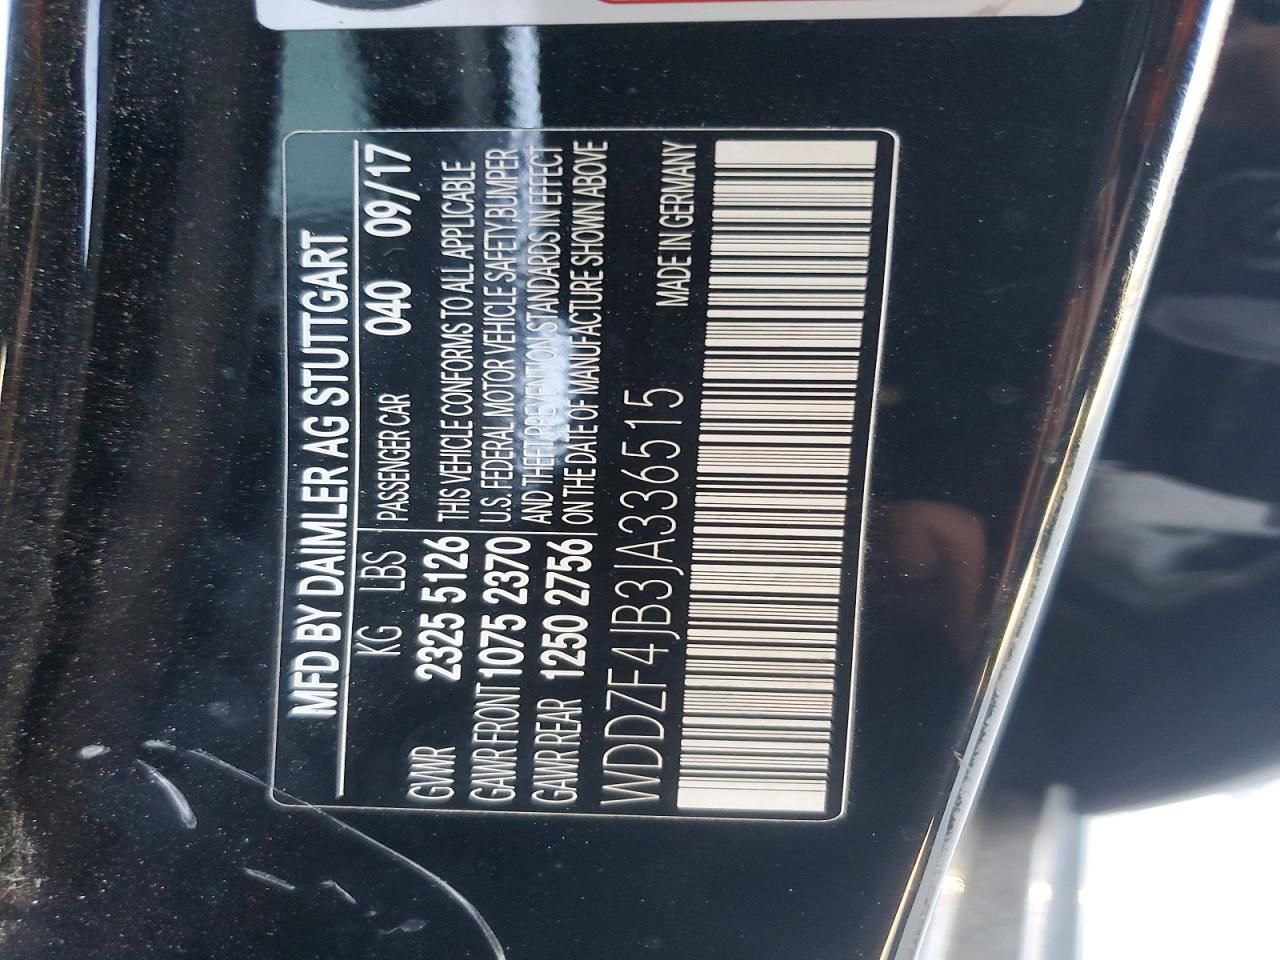 MFD BY DAIMLER AG STUTTGART
KG LBS PASSENGER CAR 040 09/17
GVWR 2325 5126 THIS VEHICLE CONFORMS TO ALL APPLICABLE
GAWR FRONT 1075 2370 U.S. FEDERAL MOTOR VEHICLE SAFETY, BUMPER
AND THEFT PREVENTION STANDARDS IN EFFECT
GAWR REAR 1250 2756 ON THE DATE OF MANUFACTURE SHOWN ABOVE
WDDZF4JB3JA336515 MADE IN GERMANY